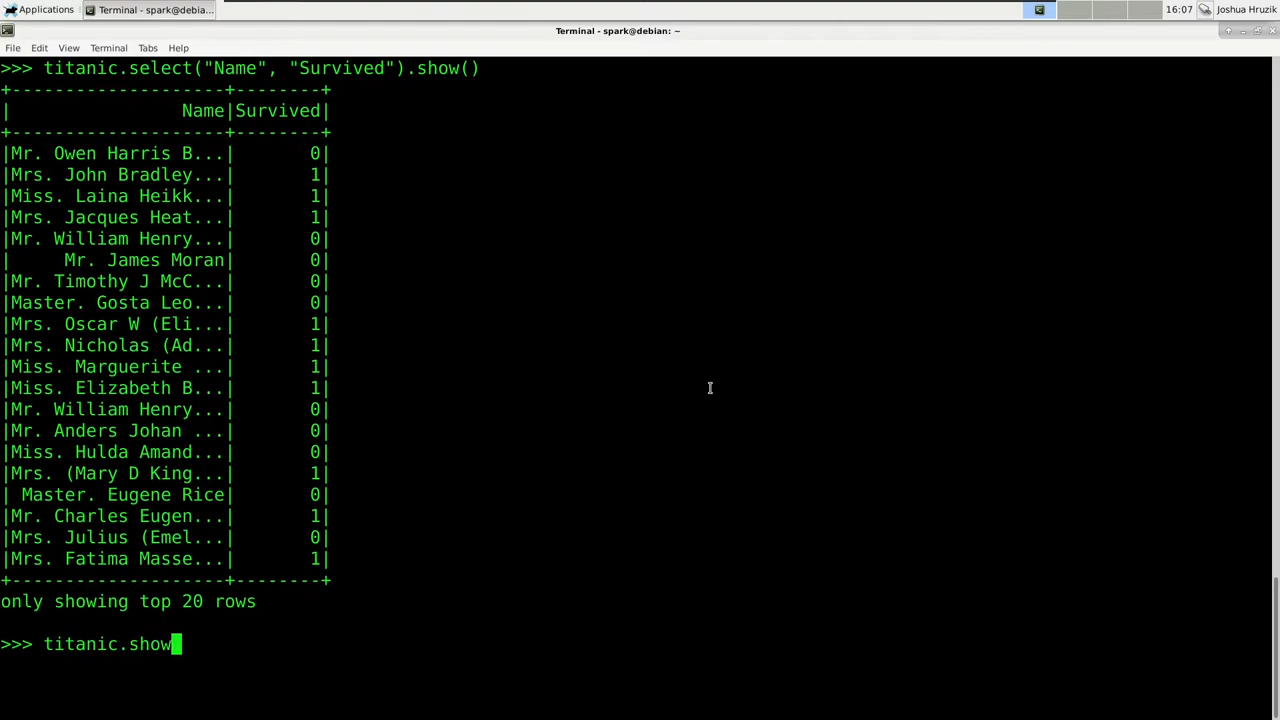 Applications Terminal - spark@debia... 16:07 Joshua Hruzik
Terminal - spark@debian: ~
File Edit View Terminal Tabs Help
>>> titanic.select("Name", "Survived").show()
+--------------------+--------+
|                Name|Survived|
+--------------------+--------+
|Mr. Owen Harris B...|       0|
|Mrs. John Bradley...|       1|
|Miss. Laina Heikk...|       1|
|Mrs. Jacques Heat...|       1|
|Mr. William Henry...|       0|
|     Mr. James Moran|       0|
|Mr. Timothy J McC...|       0|
|Master. Gosta Leo...|       0|
|Mrs. Oscar W (Eli...|       1|
|Mrs. Nicholas (Ad...|       1|
|Miss. Marguerite ...|       1|
|Miss. Elizabeth B...|       1|
|Mr. William Henry...|       0|
|Mr. Anders Johan ...|       0|
|Miss. Hulda Amand...|       0|
|Mrs. (Mary D King...|       1|
| Master. Eugene Rice|       0|
|Mr. Charles Eugen...|       1|
|Mrs. Julius (Emel...|       0|
|Mrs. Fatima Masse...|       1|
+--------------------+--------+
only showing top 20 rows
>>> titanic.show